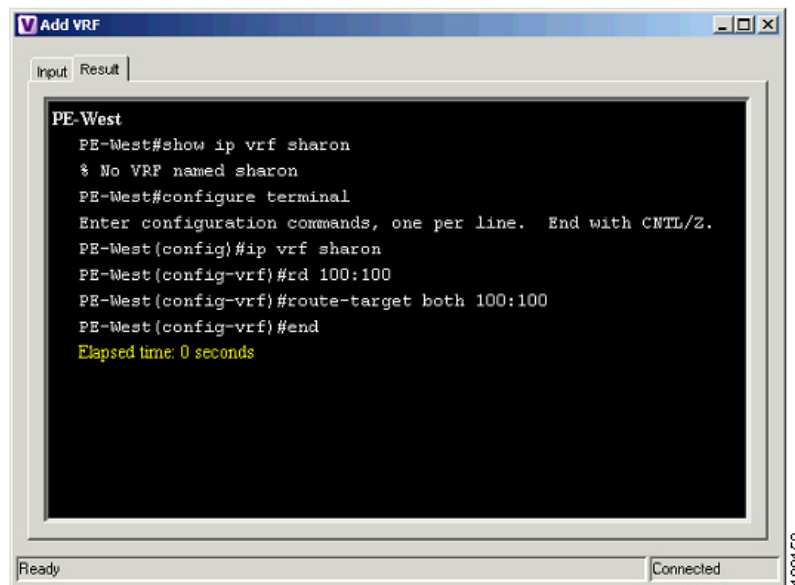 V Add VRF
Input Result
PE-West
PE-West#show ip vrf sharon
% No VRF named sharon
PE-West#configure terminal
Enter configuration commands, one per line.  End with CNTL/Z.
PE-West(config)#ip vrf sharon
PE-West(config-vrf)#rd 100:100
PE-West(config-vrf)#route-target both 100:100
PE-West(config-vrf)#end
Elapsed time: 0 seconds
Ready
Connected